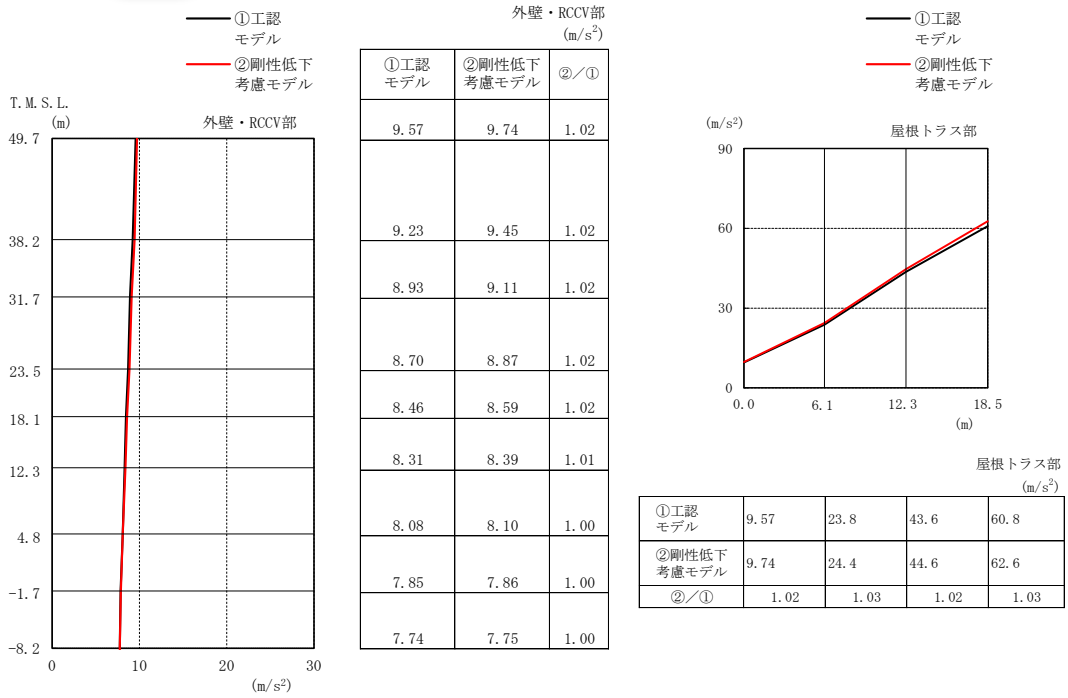 ①工認
モデル
②剛性低下
考慮モデル
T.M.S.L.
(m)
外壁・RCCV部
49.7
38.2
31.7
23.5
18.1
12.3
4.8
-1.7
-8.2
0 10 20 30
(m/s²)
外壁・RCCV部
(m/s²)
①工認
モデル
②剛性低下
考慮モデル
②／①
9.57 9.74 1.02
9.23 9.45 1.02
8.93 9.11 1.02
8.70 8.87 1.02
8.46 8.59 1.02
8.31 8.39 1.01
8.08 8.10 1.00
7.85 7.86 1.00
7.74 7.75 1.00
①工認
モデル
②剛性低下
考慮モデル
(m/s²)
屋根トラス部
90
60
30
0
0.0 6.1 12.3 18.5
(m)
屋根トラス部
(m/s²)
①工認
モデル
9.57 23.8 43.6 60.8
②剛性低下
考慮モデル
9.74 24.4 44.6 62.6
②／① 1.02 1.03 1.02 1.03